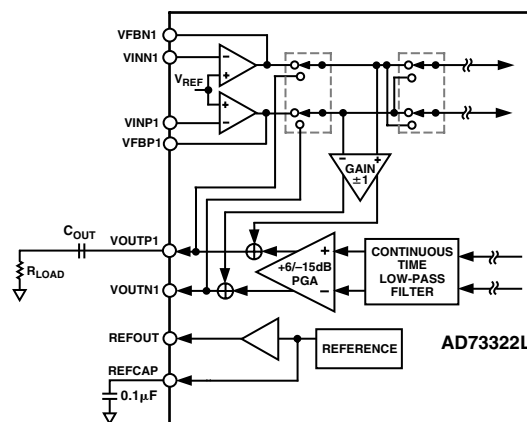 VFBN1
VINN1
VREF
VINP1
VFBP1
GAIN
±1
COUT
VOUTP1
RLOAD
+6/–15dB
PGA
CONTINUOUS
TIME
LOW-PASS
FILTER
VOUTN1
REFOUT
REFERENCE
AD73322L
REFCAP
0.1µF